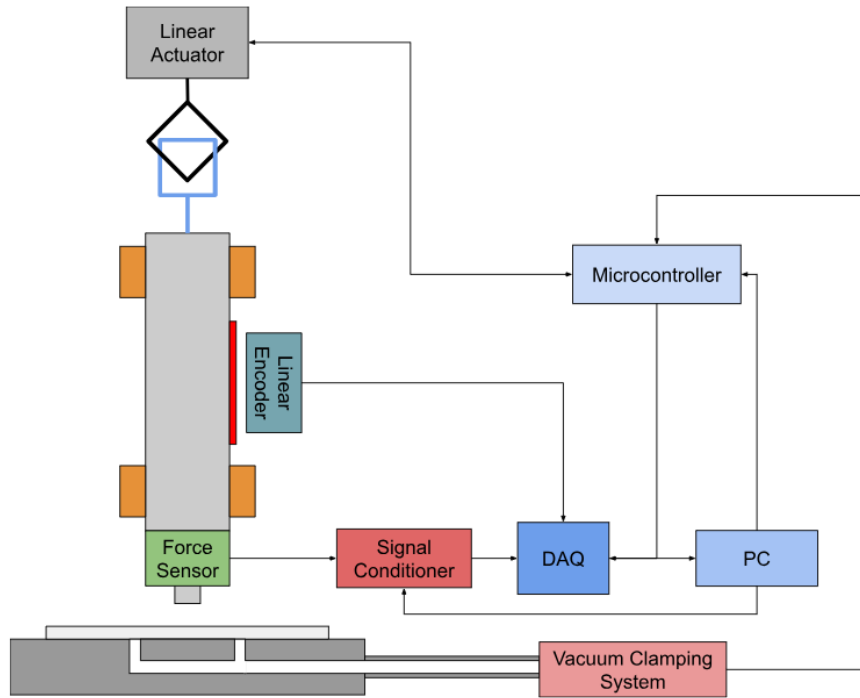 Linear
Actuator
Microcontroller
Linear
Encoder
Force
Sensor
Signal
Conditioner
DAQ
PC
Vacuum Clamping
System